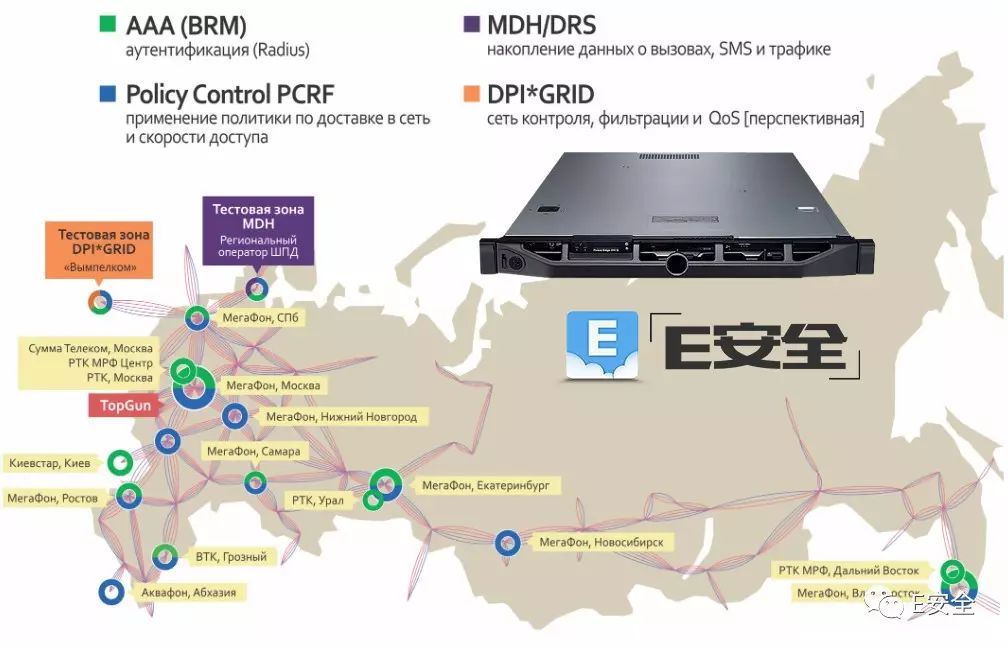 AAA (BRM)
аутентификация (Radius)
Policy Control PCRF
применение политики по доставке в сеть
и скорости доступа
MDH/DRS
накопление данных о вызовах, SMS и трафике
DPI*GRID
сеть контроля, фильтрации и QoS [перспективная]
Тестовая зона
DPI*GRID
«Вымпелком»
Тестовая зона
MDH
Региональный
оператор ШПД
МегаФон, СПб
Сумма Телеком, Москва
РТК МРФ Центр
РТК, Москва
МегаФон, Москва
TopGun
МегаФон, Нижний Новгород
МегаФон, Самара
Киевстар, Киев
МегаФон, Ростов
РТК, Урал
МегаФон, Екатеринбург
МегаФон, Новосибирск
ВТК, Грозный
Аквафон, Абхазия
РТК МРФ, Дальний Восток
МегаФон,
E
E安全
E安全